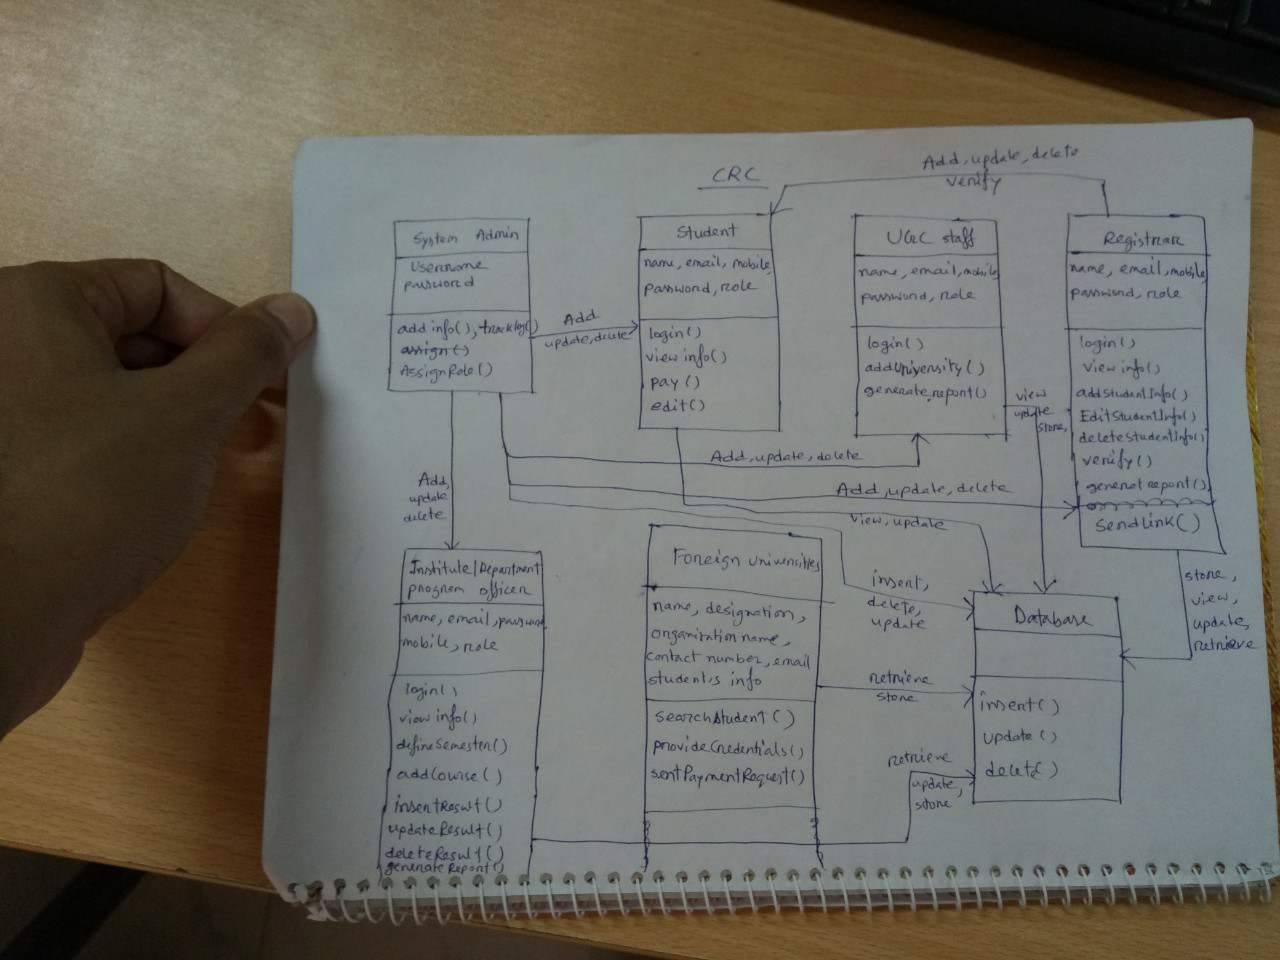 CRC
Add, update, delete
verify
System Admin
Username
password
add info(), tracklog()
assign()
AssignRole()
Add
update, delete
Student
name, email, mobile,
password, role
login()
view info()
pay()
edit()
UGC staff
name, email, mobile,
password, role
login()
addUniversity()
generate report()
view
update
store,
Registrar
name, email, mobile,
password, role
login()
view info()
addStudentInfo()
EditStudentInfo()
deleteStudentInfo()
verify()
generet report()
SendLink()
Add, update, delete
Add, update, delete
view, update
Add,
update
delete
insert,
delete,
update
store,
view,
update,
retrieve
Institute/Department
program officer
name, email, password
mobile, role
login()
view info()
defineSemester()
addCourse()
insertResult()
updateResult()
deleteResult()
generateReport()
Foreign universities
name, designation,
organization name,
contact number, email
student's info
searchStudent()
provideCredentials()
sentPaymentRequest()
retrieve
store
retrieve
update,
store
Database
insert()
update()
delete()